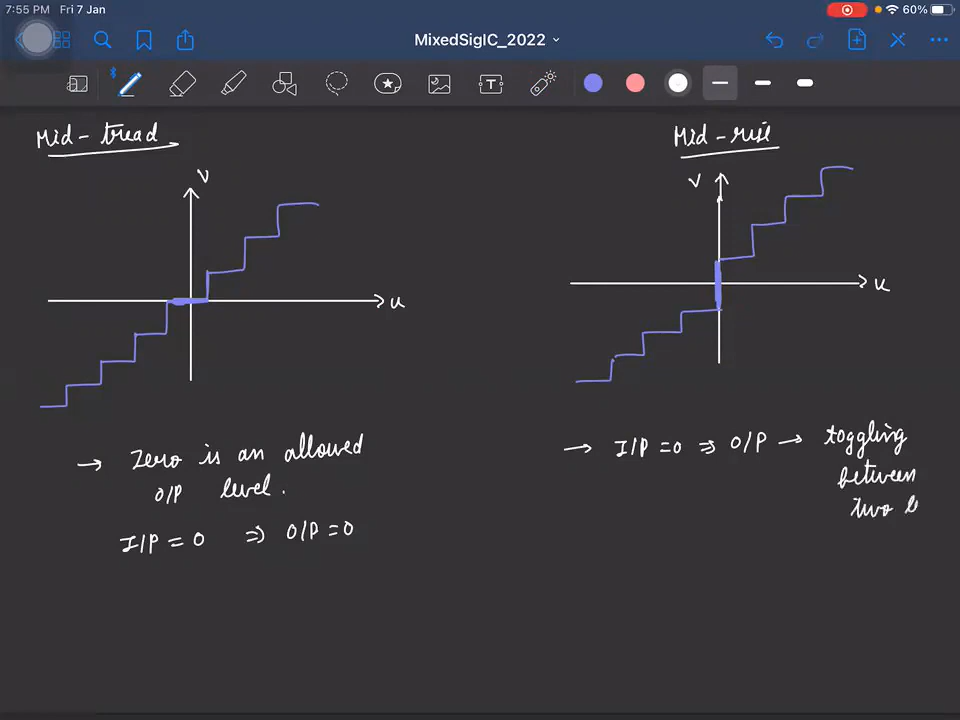 7:55 PM Fri 7 Jan
60%
MixedSigIC_2022
T
Mid - tread
V
u
→ Zero is an allowed
O/P level.
I/P = 0 ⇒ O/P = 0
Mid - rise
V
u
→ I/P = 0 ⇒ O/P → toggling
between
two